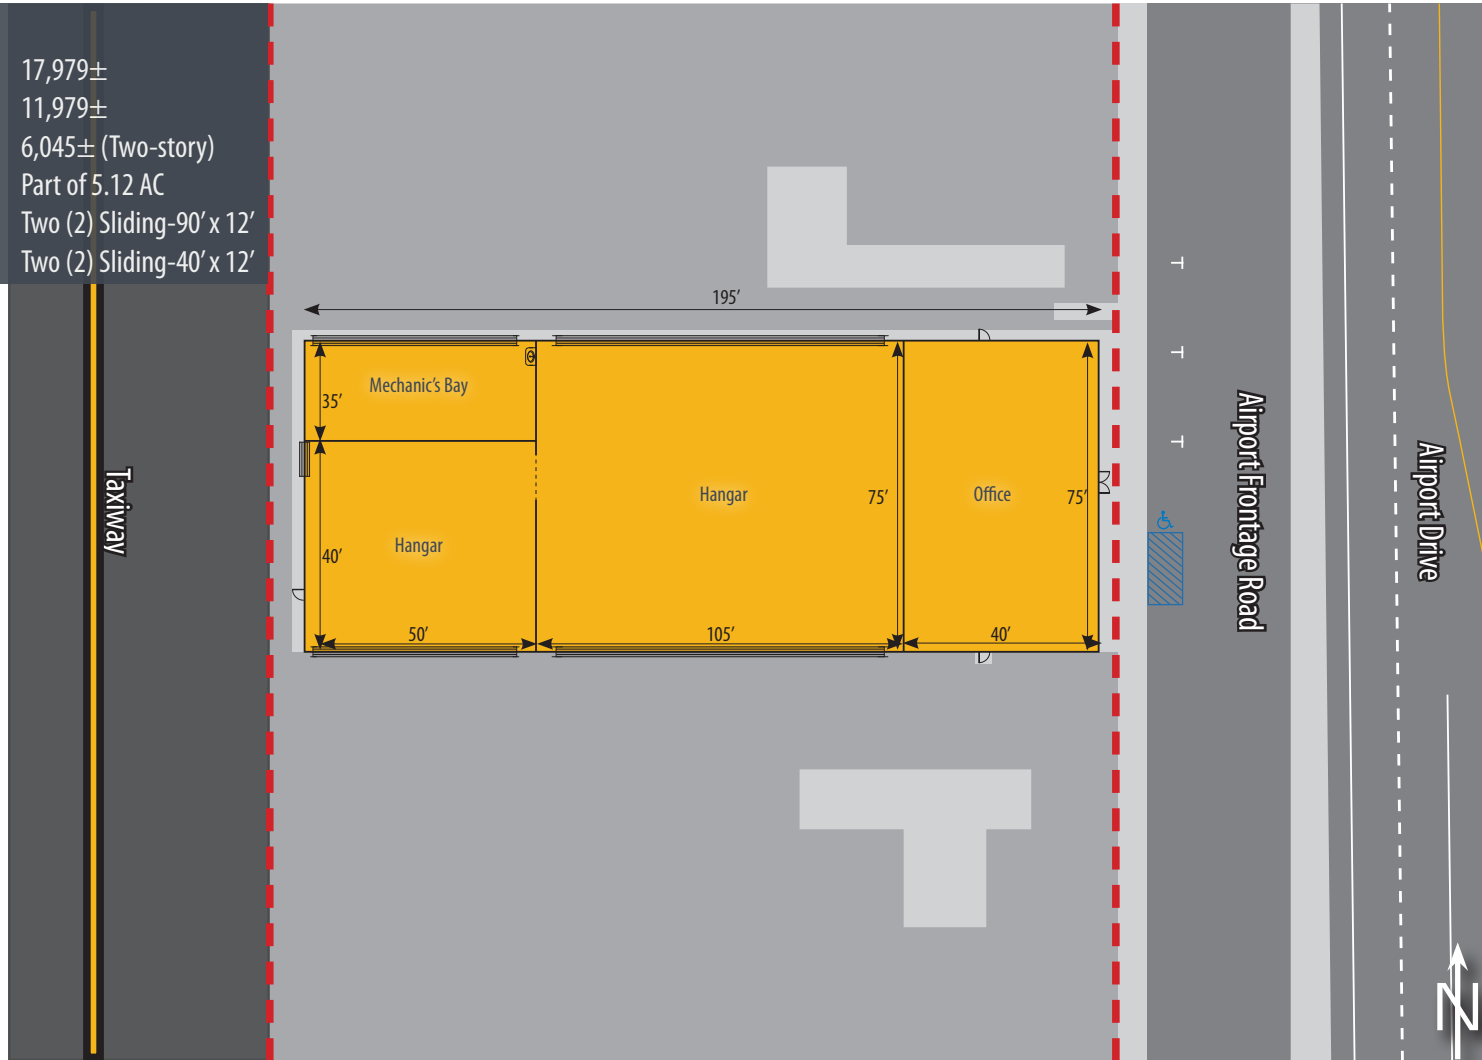 17,979±
11,979±
6,045± (Two-story)
Part of 5.12 AC
Two (2) Sliding-90′ x 12′
Two (2) Sliding-40′ x 12′
195′
Mechanic's Bay
35′
Hangar
40′
50′
Hangar
75′
105′
Office
75′
40′
Taxiway
Airport Frontage Road
Airport Drive
T
T
T
N